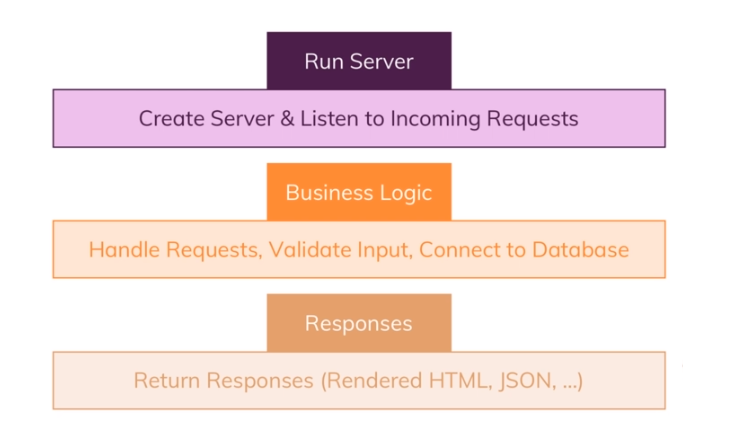 Run Server
Create Server & Listen to Incoming Requests
Business Logic
Handle Requests, Validate Input, Connect to Database
Responses
Return Responses (Rendered HTML, JSON, ...)